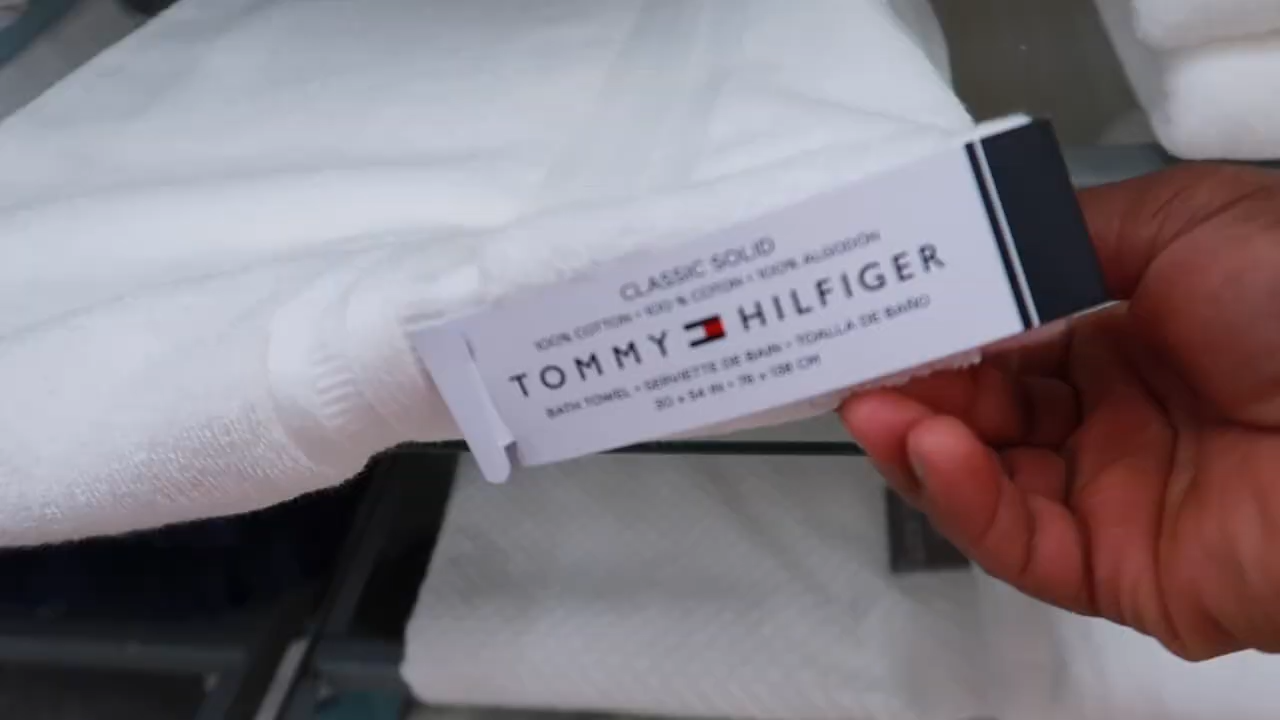 CLASSIC SOLID
100% COTTON • 100 % COTON • 100% ALGODÓN
TOMMY HILFIGER
BATH TOWEL • SERVIETTE DE BAIN • TOALLA DE BAÑO
30 x 54 IN • 76 x 138 CM